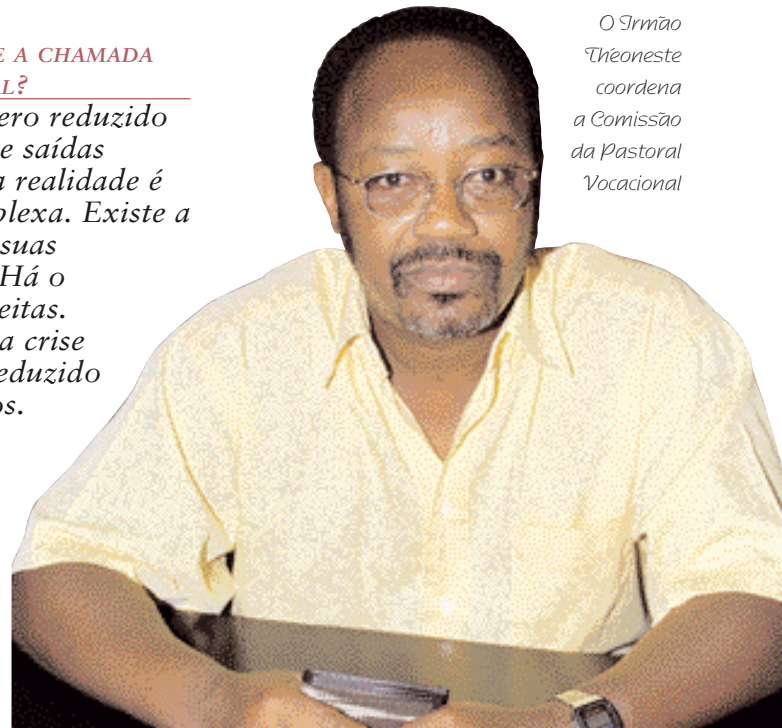 E A CHAMADA
AL?
ero reduzido
e saídas
a realidade é
plexa. Existe a
suas
Há o
eitas.
a crise
eduzido
os.
O Irmão
Théoneste
coordena
a Comissão
da Pastoral
Vocacional